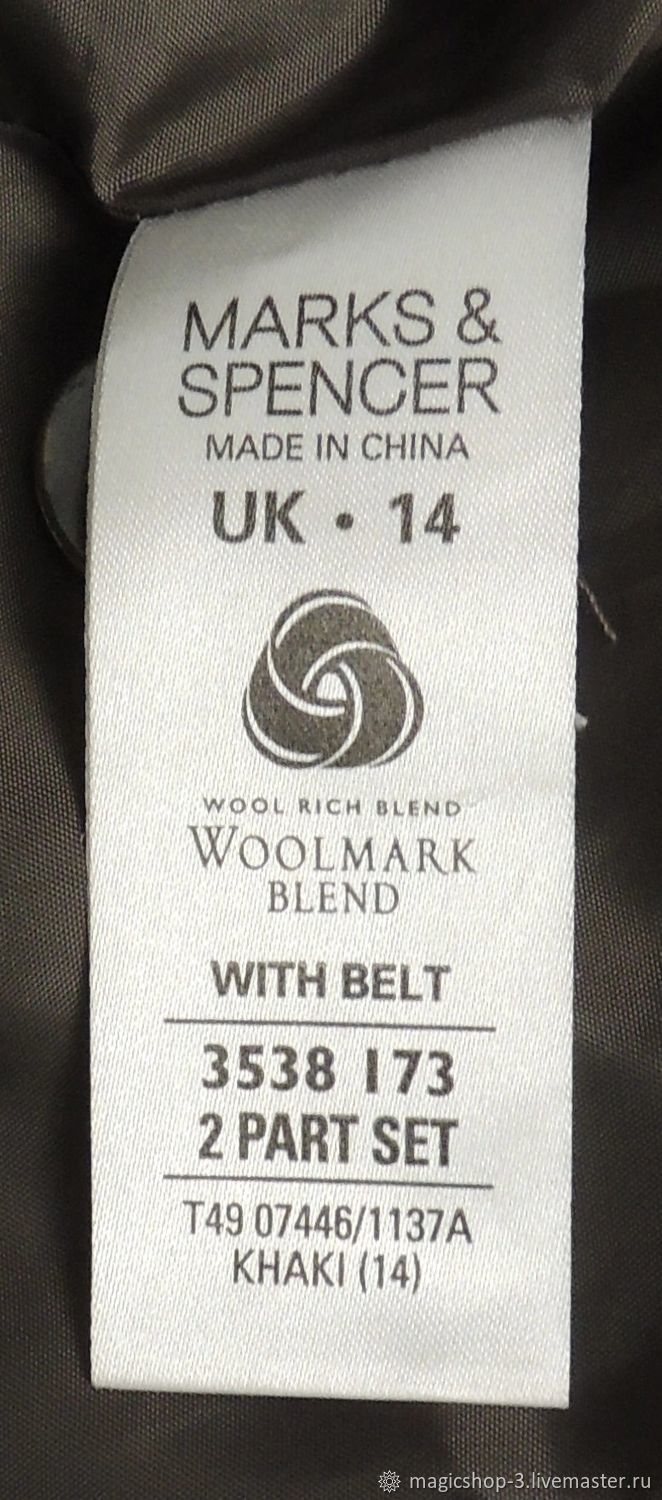 MARKS &
SPENCER
MADE IN CHINA
UK • 14
WOOL RICH BLEND
WOOLMARK
BLEND
WITH BELT
3538 I 73
2 PART SET
T49 07446/1137A
KHAKI (14)
magicshop-3.livemaster.ru